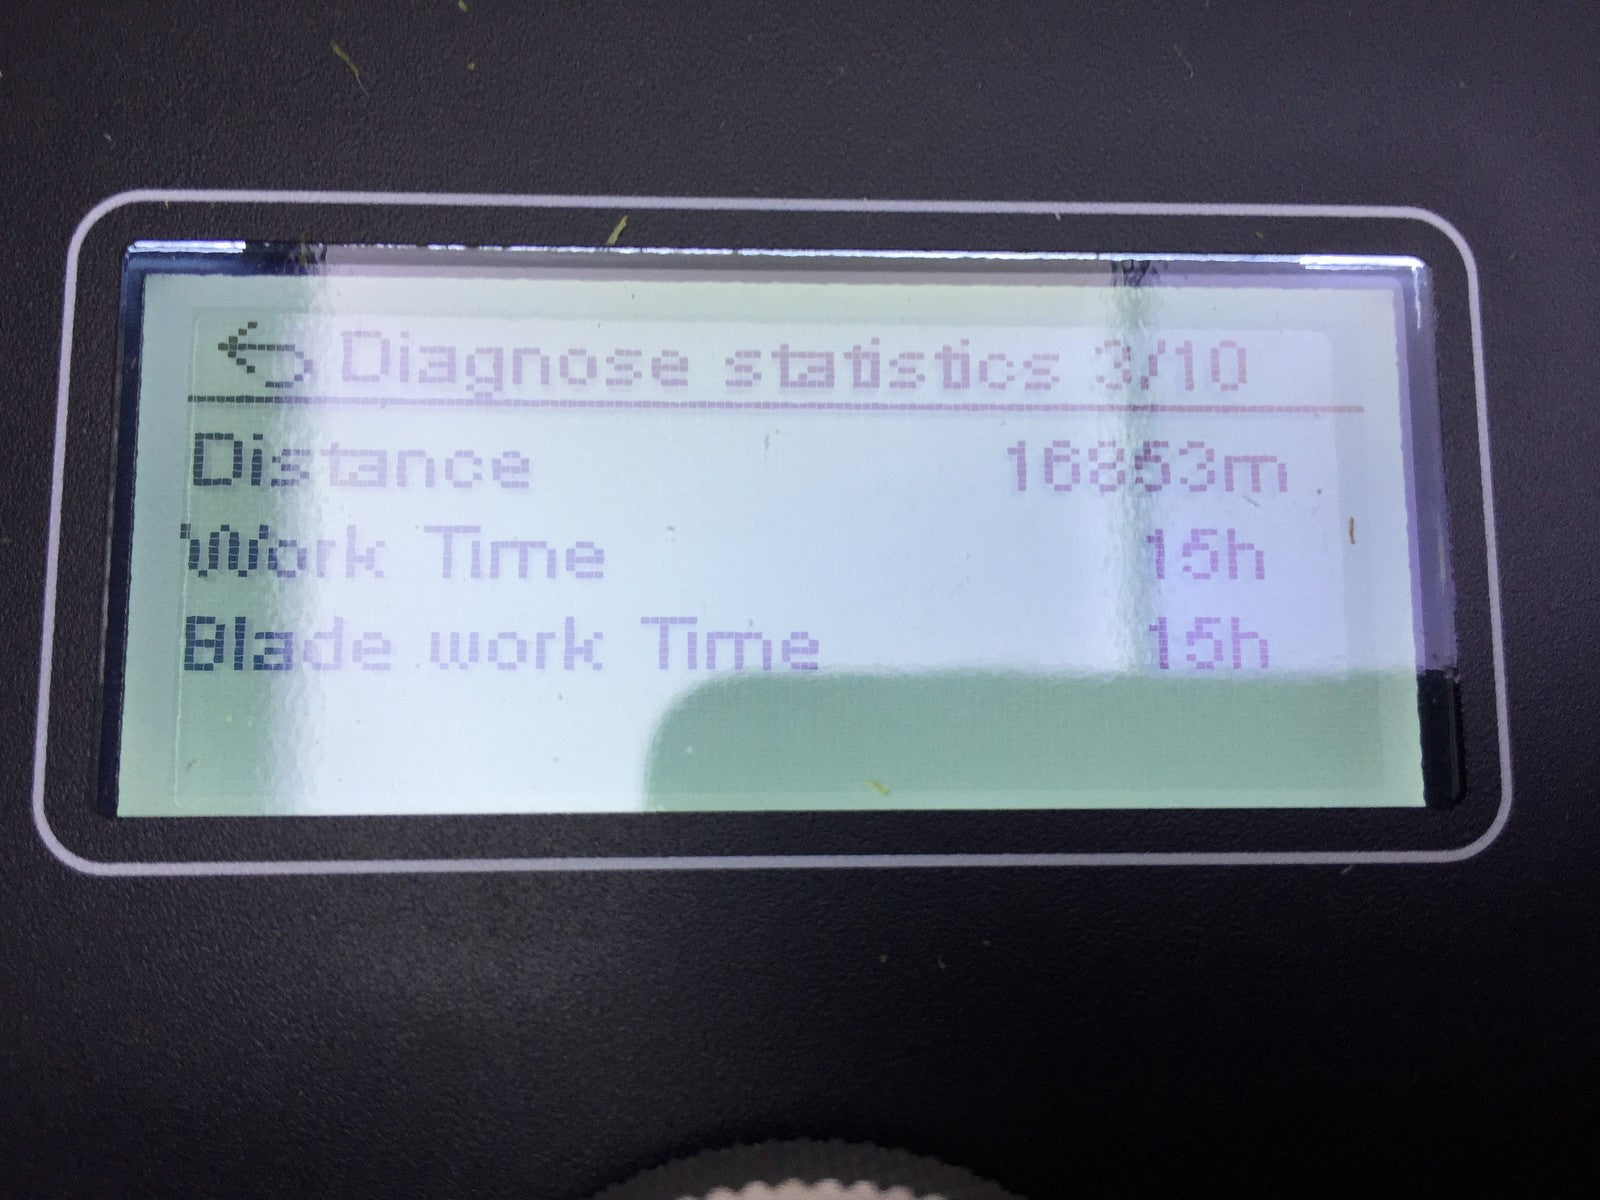 Diagnose statistics 3/10
Distance 16853m
Work Time 15h
Blade work Time 15h